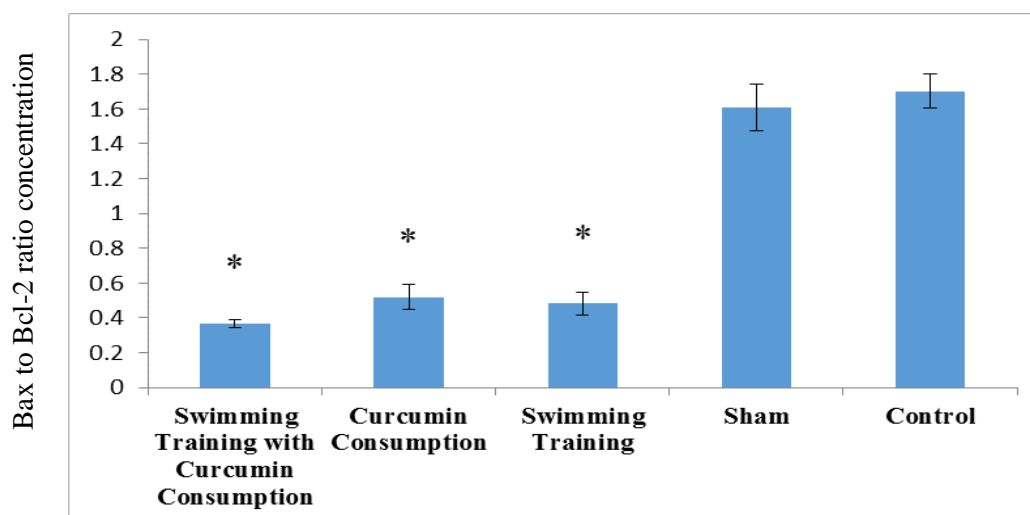 Bax to Bcl-2 ratio concentration
2
1.8
1.6
1.4
1.2
1
0.8
0.6
0.4
0.2
0
*
*
*
Swimming
Training with
Curcumin
Consumption
Curcumin
Consumption
Swimming
Training
Sham
Control